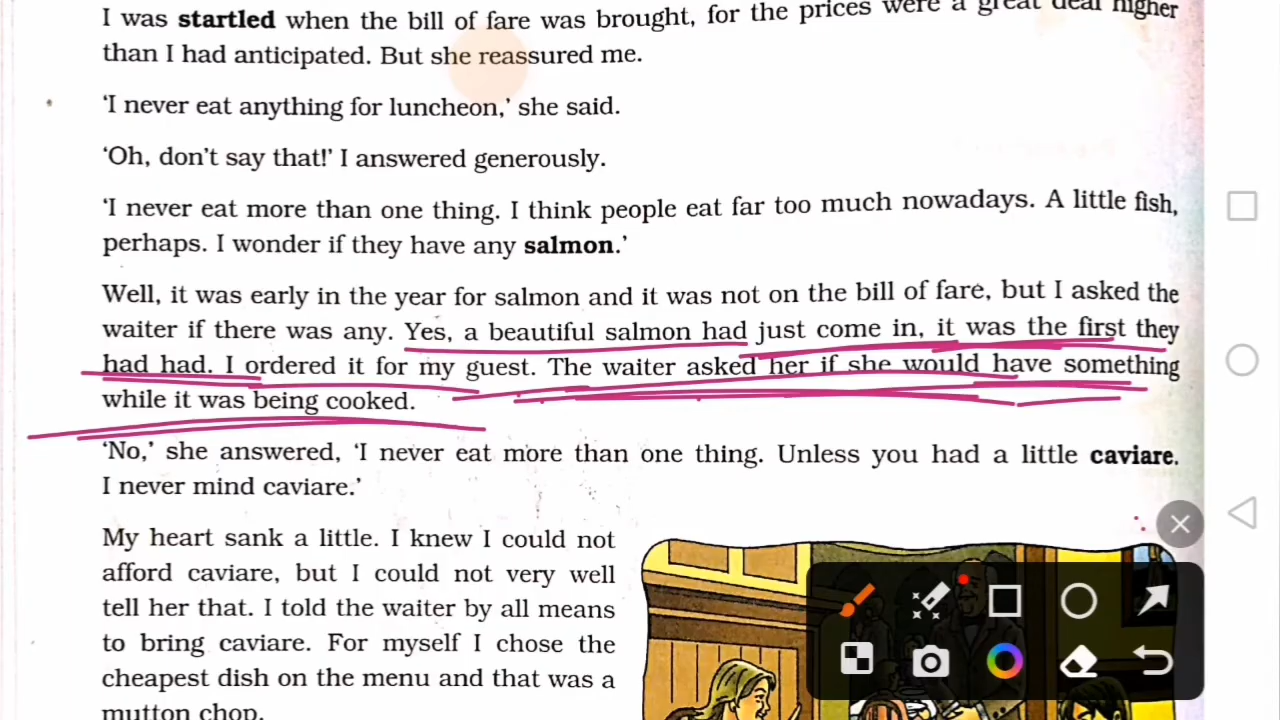 I was startled when the bill of fare was brought, for the prices were a great deal higher
than I had anticipated. But she reassured me.
‘I never eat anything for luncheon,’ she said.
‘Oh, don’t say that!’ I answered generously.
‘I never eat more than one thing. I think people eat far too much nowadays. A little fish,
perhaps. I wonder if they have any salmon.’
Well, it was early in the year for salmon and it was not on the bill of fare, but I asked the
waiter if there was any. Yes, a beautiful salmon had just come in, it was the first they
had had. I ordered it for my guest. The waiter asked her if she would have something
while it was being cooked.
‘No,’ she answered, ‘I never eat more than one thing. Unless you had a little caviare.
I never mind caviare.’
My heart sank a little. I knew I could not
afford caviare, but I could not very well
tell her that. I told the waiter by all means
to bring caviare. For myself I chose the
cheapest dish on the menu and that was a
mutton chop.